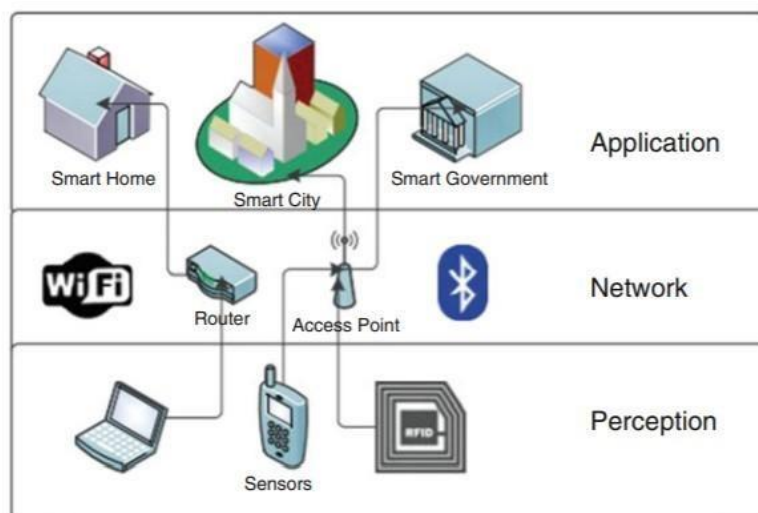 Smart Home
Smart City
Smart Government
Application
WiFi
Router
Access Point
Network
RFID
Sensors
Perception